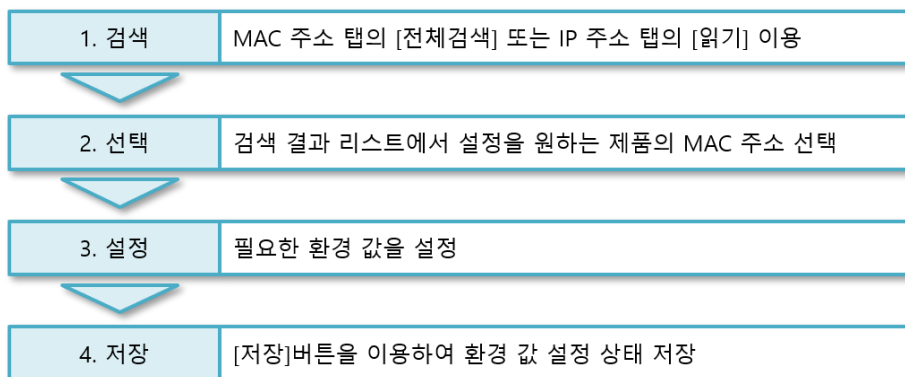 1. 검색 MAC 주소 탭의 [전체검색] 또는 IP 주소 탭의 [읽기] 이용
2. 선택 검색 결과 리스트에서 설정을 원하는 제품의 MAC 주소 선택
3. 설정 필요한 환경 값을 설정
4. 저장 [저장]버튼을 이용하여 환경 값 설정 상태 저장